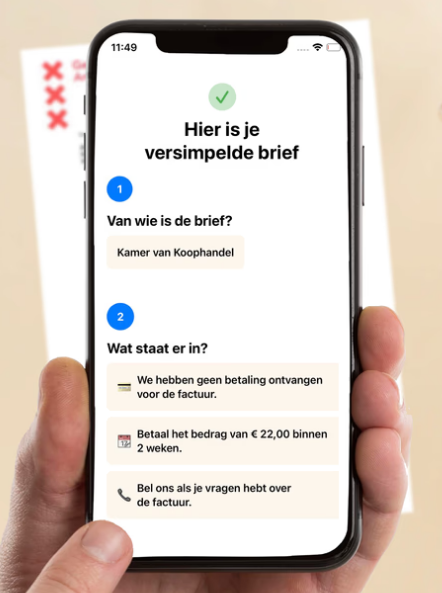 11:49
Hier is je
versimpelde brief
1
Van wie is de brief?
Kamer van Koophandel
2
Wat staat er in?
We hebben geen betaling ontvangen
voor de factuur.
Betaal het bedrag van € 22,00 binnen
2 weken.
Bel ons als je vragen hebt over
de factuur.